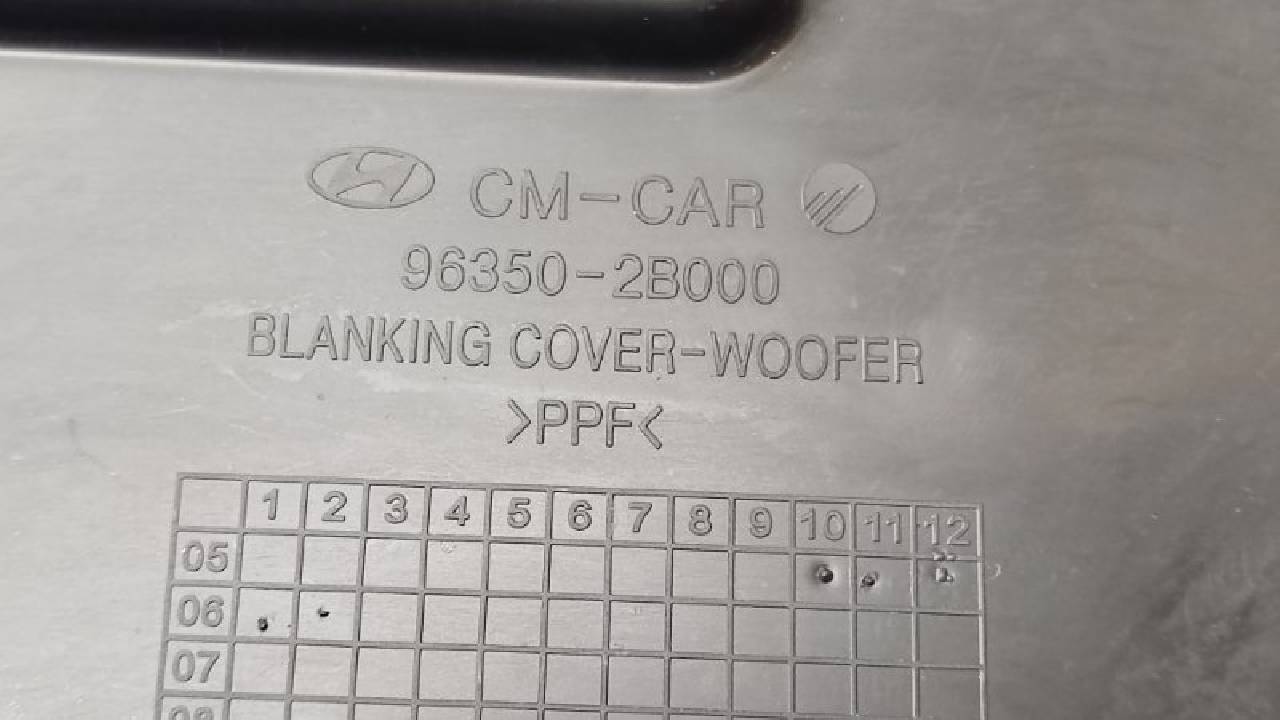 CM-CAR
96350-2B000
BLANKING COVER-WOOFER
>PPF<
1 2 3 4 5 6 7 8 9 10 11 12
05
06
07